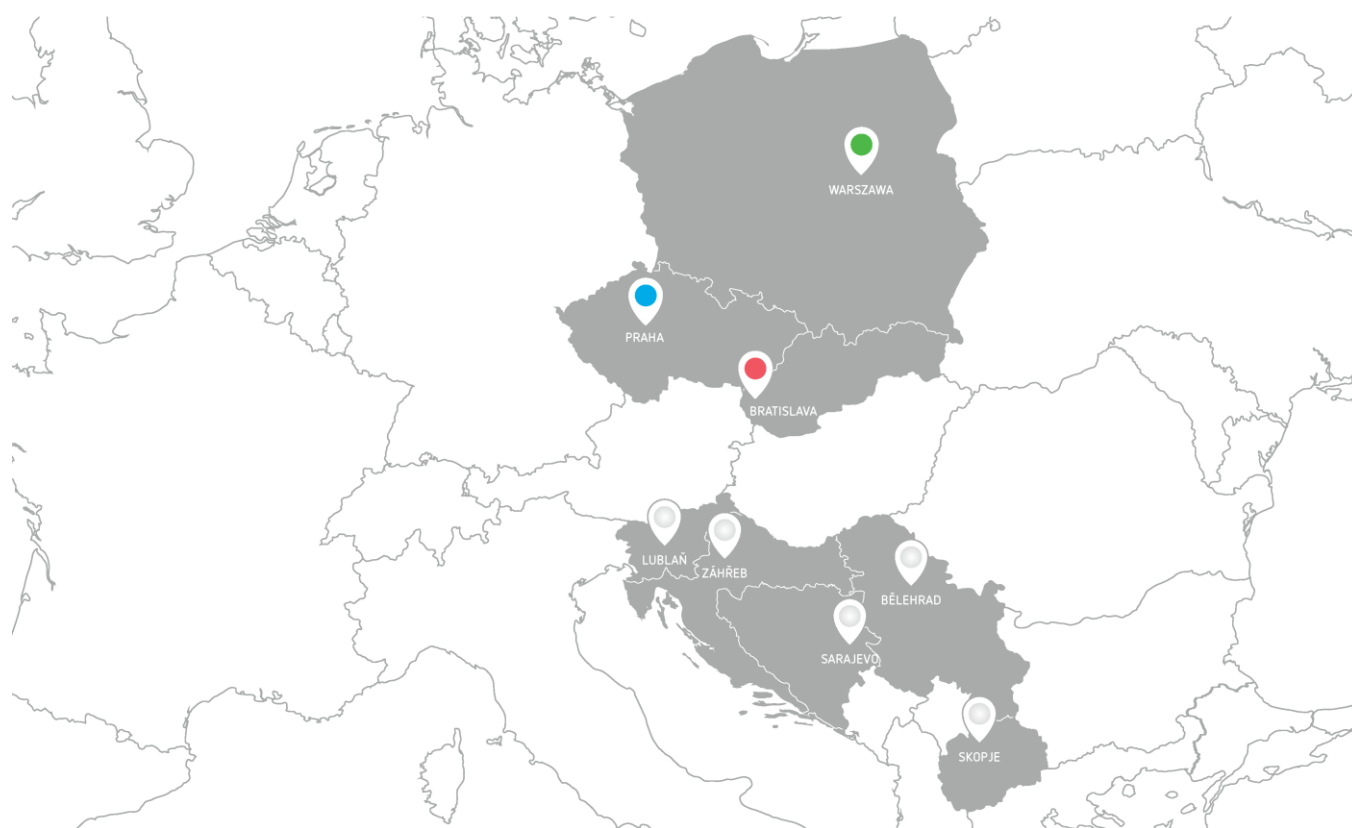 WARSZAWA
PRAHA
BRATISLAVA
LUBLAŇ
ZÁHŘEB
BĚLEHRAD
SARAJEVO
SKOPJE